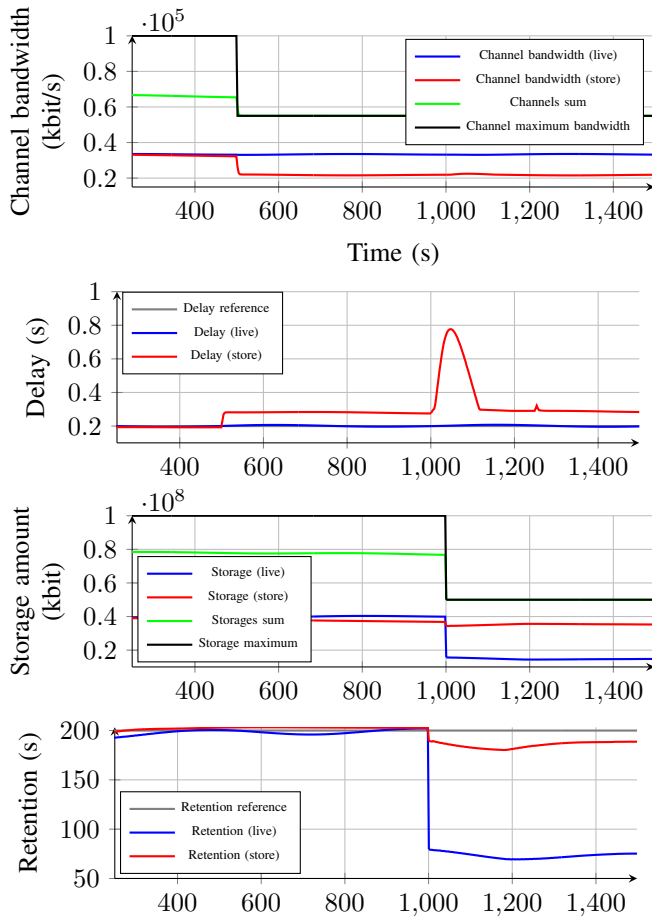 ·10^5
Channel bandwidth
(kbit/s)
1
0.8
0.6
0.4
0.2
Channel bandwidth (live)
Channel bandwidth (store)
Channels sum
Channel maximum bandwidth
400 600 800 1,000 1,200 1,400
Time (s)
Delay (s)
1
0.8
0.6
0.4
0.2
Delay reference
Delay (live)
Delay (store)
400 600 800 1,000 1,200 1,400
·10^8
Storage amount
(kbit)
1
0.8
0.6
0.4
0.2
Storage (live)
Storage (store)
Storages sum
Storage maximum
400 600 800 1,000 1,200 1,400
Retention (s)
200
150
100
50
Retention reference
Retention (live)
Retention (store)
400 600 800 1,000 1,200 1,400